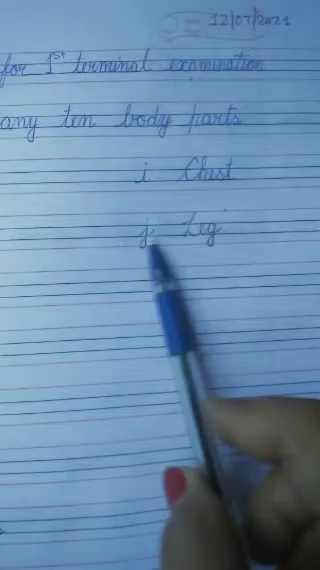 12/07/2021
for 1st terminal examination
any ten body parts
i Chest
j Leg